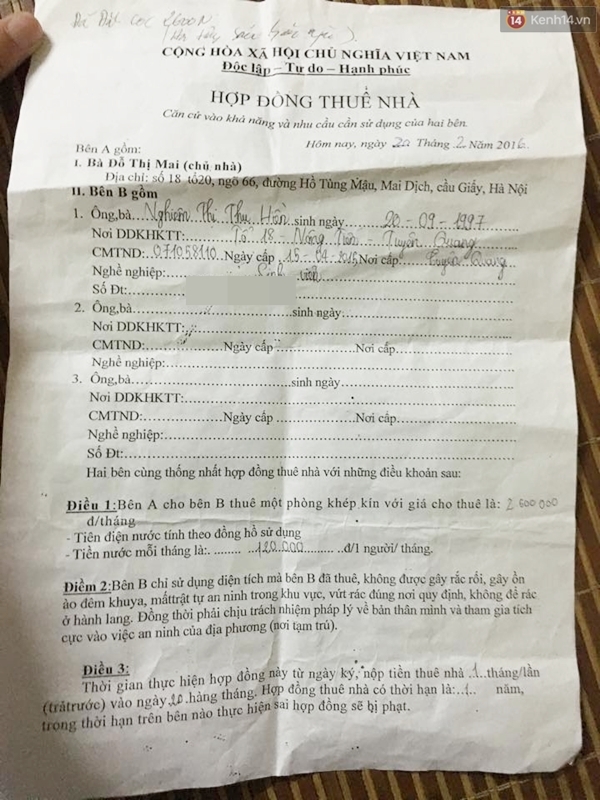 14 Kenh14.vn
Đã Đặt cọc 2600N
CỘNG HÒA XÃ HỘI CHỦ NGHĨA VIỆT NAM
Độc lập – Tự do – Hạnh phúc
HỢP ĐỒNG THUÊ NHÀ
Căn cứ vào khả năng và nhu cầu cần sử dụng của hai bên.
Hôm nay, ngày 20 Tháng 2 Năm 2016
Bên A gồm:
I. Bà Đỗ Thị Mai (chủ nhà)
Địa chỉ: số 18 tổ20, ngõ 66, đường Hồ Tùng Mậu, Mai Dịch, cầu Giấy, Hà Nội
II. Bên B gồm
1. Ông,bà...Nghiêm Thị Thu Hồn...sinh ngày...20-09-1997
Nơi DDKHKTT:...Tổ 18 - Nông Tiến - Tuyên Quang
CMTND:071058110 Ngày cấp 15-04-2015 Nơi cấp Tuyên Quang
Nghề nghiệp:...Sinh viên
Số Đt:
2. Ông,bà...sinh ngày...
Nơi DDKHKTT:...
CMTND:...Ngày cấp...Nơi cấp...
Nghề nghiệp:...
3. Ông,bà...sinh ngày...
Nơi DDKHKTT:...
CMTND:...Ngày cấp...Nơi cấp...
Nghề nghiệp:...
Số Đt:...
Hai bên cùng thống nhất hợp đồng thuê nhà với những điều khoản sau:
Điều 1:Bên A cho bên B thuê một phòng khép kín với giá cho thuê là: 2 600 000
đ/tháng
- Tiên điện nước tính theo đồng hồ sử dụng
- Tiền nước mỗi tháng là:. ...... 120.000 ...đ/1 người/ tháng.
Điểm 2:Bên B chỉ sử dụng diện tích mà bên B đã thuê, không được gây rắc rối, gây ồn
ào đêm khuya, mấttrật tự an ninh trong khu vực, vứt rác đúng nơi quy định, không để rác
ở hành lang. Đồng thời phải chịu trách nhiệm pháp lý về bản thân mình và tham gia tích
cực vào việc an ninh của địa phương (nơi tạm trú).
Điều 3:
Thời gian thực hiện hợp đồng này từ ngày ký, nộp tiền thuê nhà .1..tháng/lần
(trảtrước) vào ngày 20 hàng tháng. Hợp đồng thuê nhà có thời hạn là:..1.. năm,
trong thời hạn trên bên nào thực hiện sai hợp đồng sẽ bị phạt.